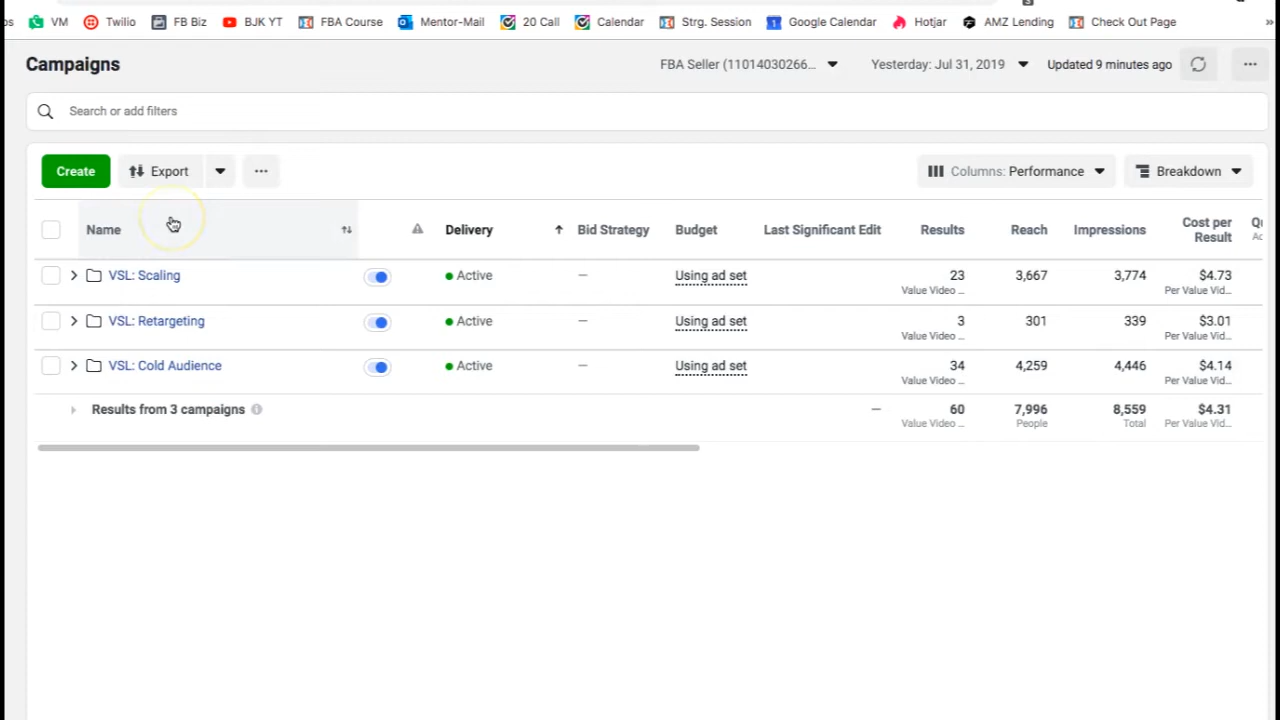 os VM Twilio FB Biz BJK YT FBA Course Mentor-Mail 20 Call Calendar Strg. Session Google Calendar Hotjar AMZ Lending Check Out Page »
Campaigns FBA Seller (11014030266... Yesterday: Jul 31, 2019 Updated 9 minutes ago ...
Search or add filters
Create Export ... Columns: Performance Breakdown
Name Delivery Bid Strategy Budget Last Significant Edit Results Reach Impressions Cost per Result Qu
Ac
VSL: Scaling Active — Using ad set 23 3,667 3,774 $4.73
Value Video ... Per Value Vid...
VSL: Retargeting Active — Using ad set 3 301 339 $3.01
Value Video ... Per Value Vid...
VSL: Cold Audience Active — Using ad set 34 4,259 4,446 $4.14
Value Video ... Per Value Vid...
Results from 3 campaigns — 60 7,996 8,559 $4.31
Value Video ... People Total Per Value Vid...